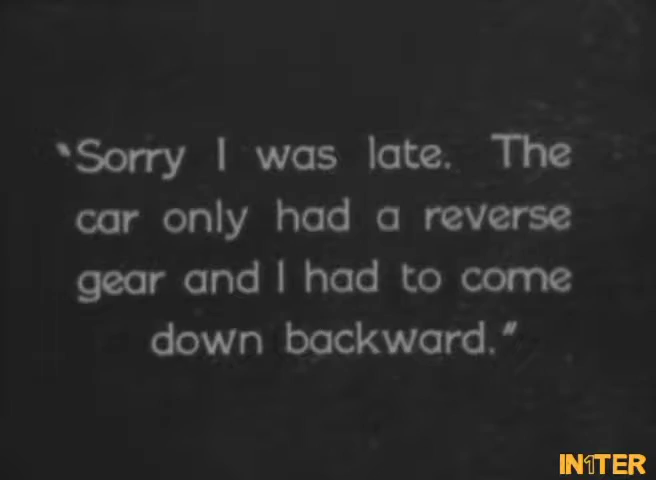 "Sorry I was late. The
car only had a reverse
gear and I had to come
down backward."
IN1TER